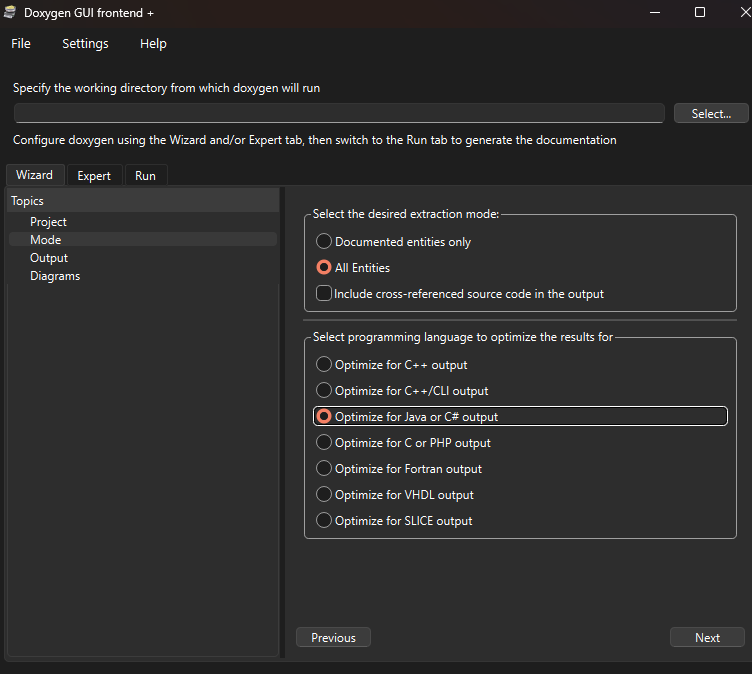 Doxygen GUI frontend +
File Settings Help
Specify the working directory from which doxygen will run
Select...
Configure doxygen using the Wizard and/or Expert tab, then switch to the Run tab to generate the documentation
Wizard Expert Run
Topics
Project
Mode
Output
Diagrams
Select the desired extraction mode:
Documented entities only
All Entities
Include cross-referenced source code in the output
Select programming language to optimize the results for
Optimize for C++ output
Optimize for C++/CLI output
Optimize for Java or C# output
Optimize for C or PHP output
Optimize for Fortran output
Optimize for VHDL output
Optimize for SLICE output
Previous Next